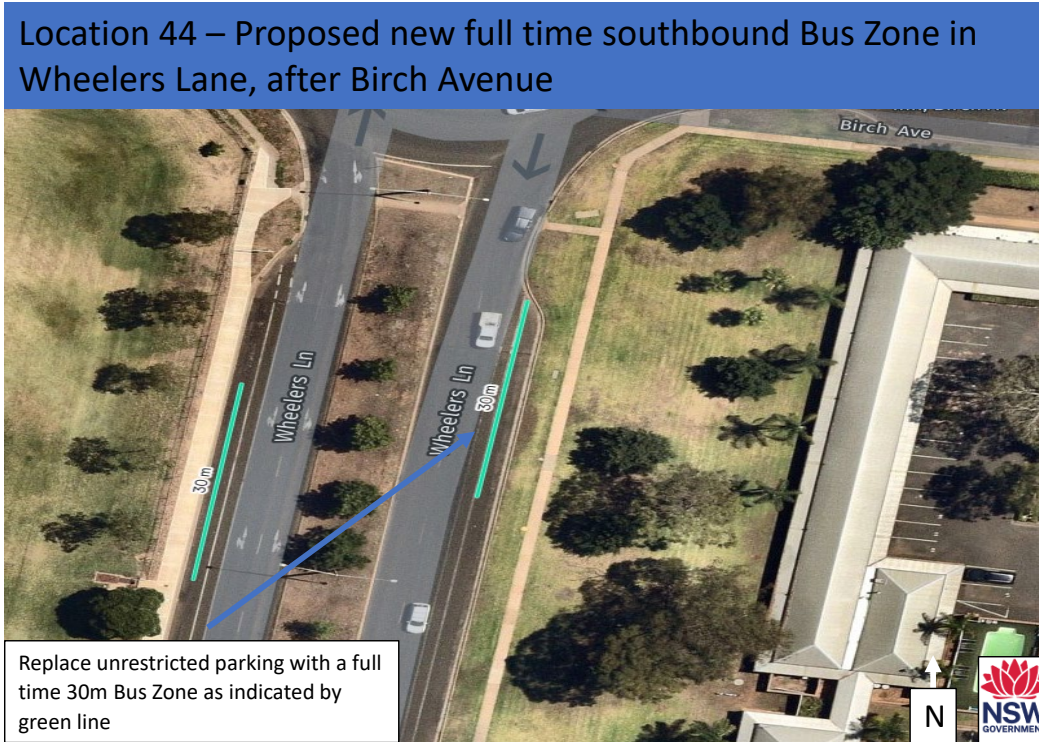 Location 44 – Proposed new full time southbound Bus Zone in
Wheelers Lane, after Birch Avenue
Birch Ave
Wheelers Ln
Wheelers Ln
30 m
30 m
Replace unrestricted parking with a full
time 30m Bus Zone as indicated by
green line
N
NSW
GOVERNMENT